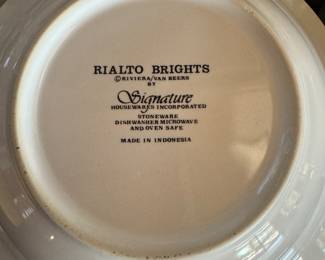 RIALTO BRIGHTS
©RIVIERA/VAN BEERS
BY
Signature
HOUSEWARES INCORPORATED
STONEWARE
DISHWASHER MICROWAVE
AND OVEN SAFE
MADE IN INDONESIA